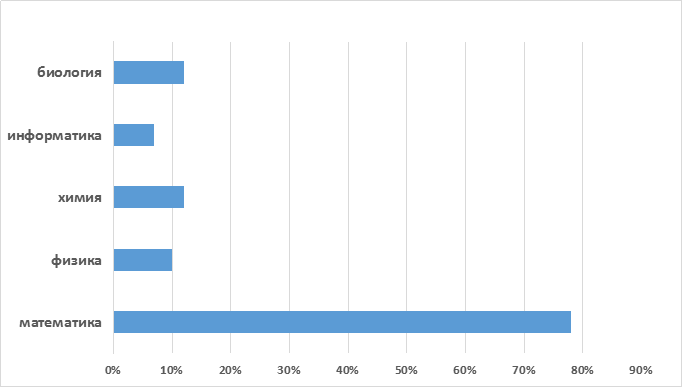 биология
информатика
химия
физика
математика
0% 10% 20% 30% 40% 50% 60% 70% 80% 90%